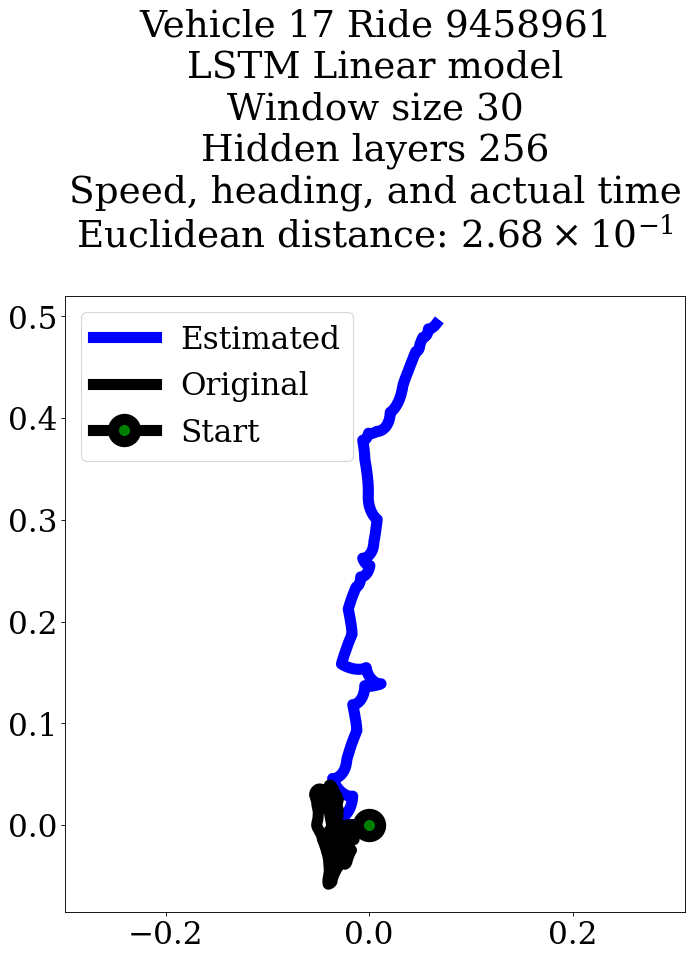 Vehicle 17 Ride 9458961
LSTM Linear model
Window size 30
Hidden layers 256
Speed, heading, and actual time
Euclidean distance: 2.68 × 10⁻¹
Estimated
Original
Start
0.5
0.4
0.3
0.2
0.1
0.0
−0.2 0.0 0.2